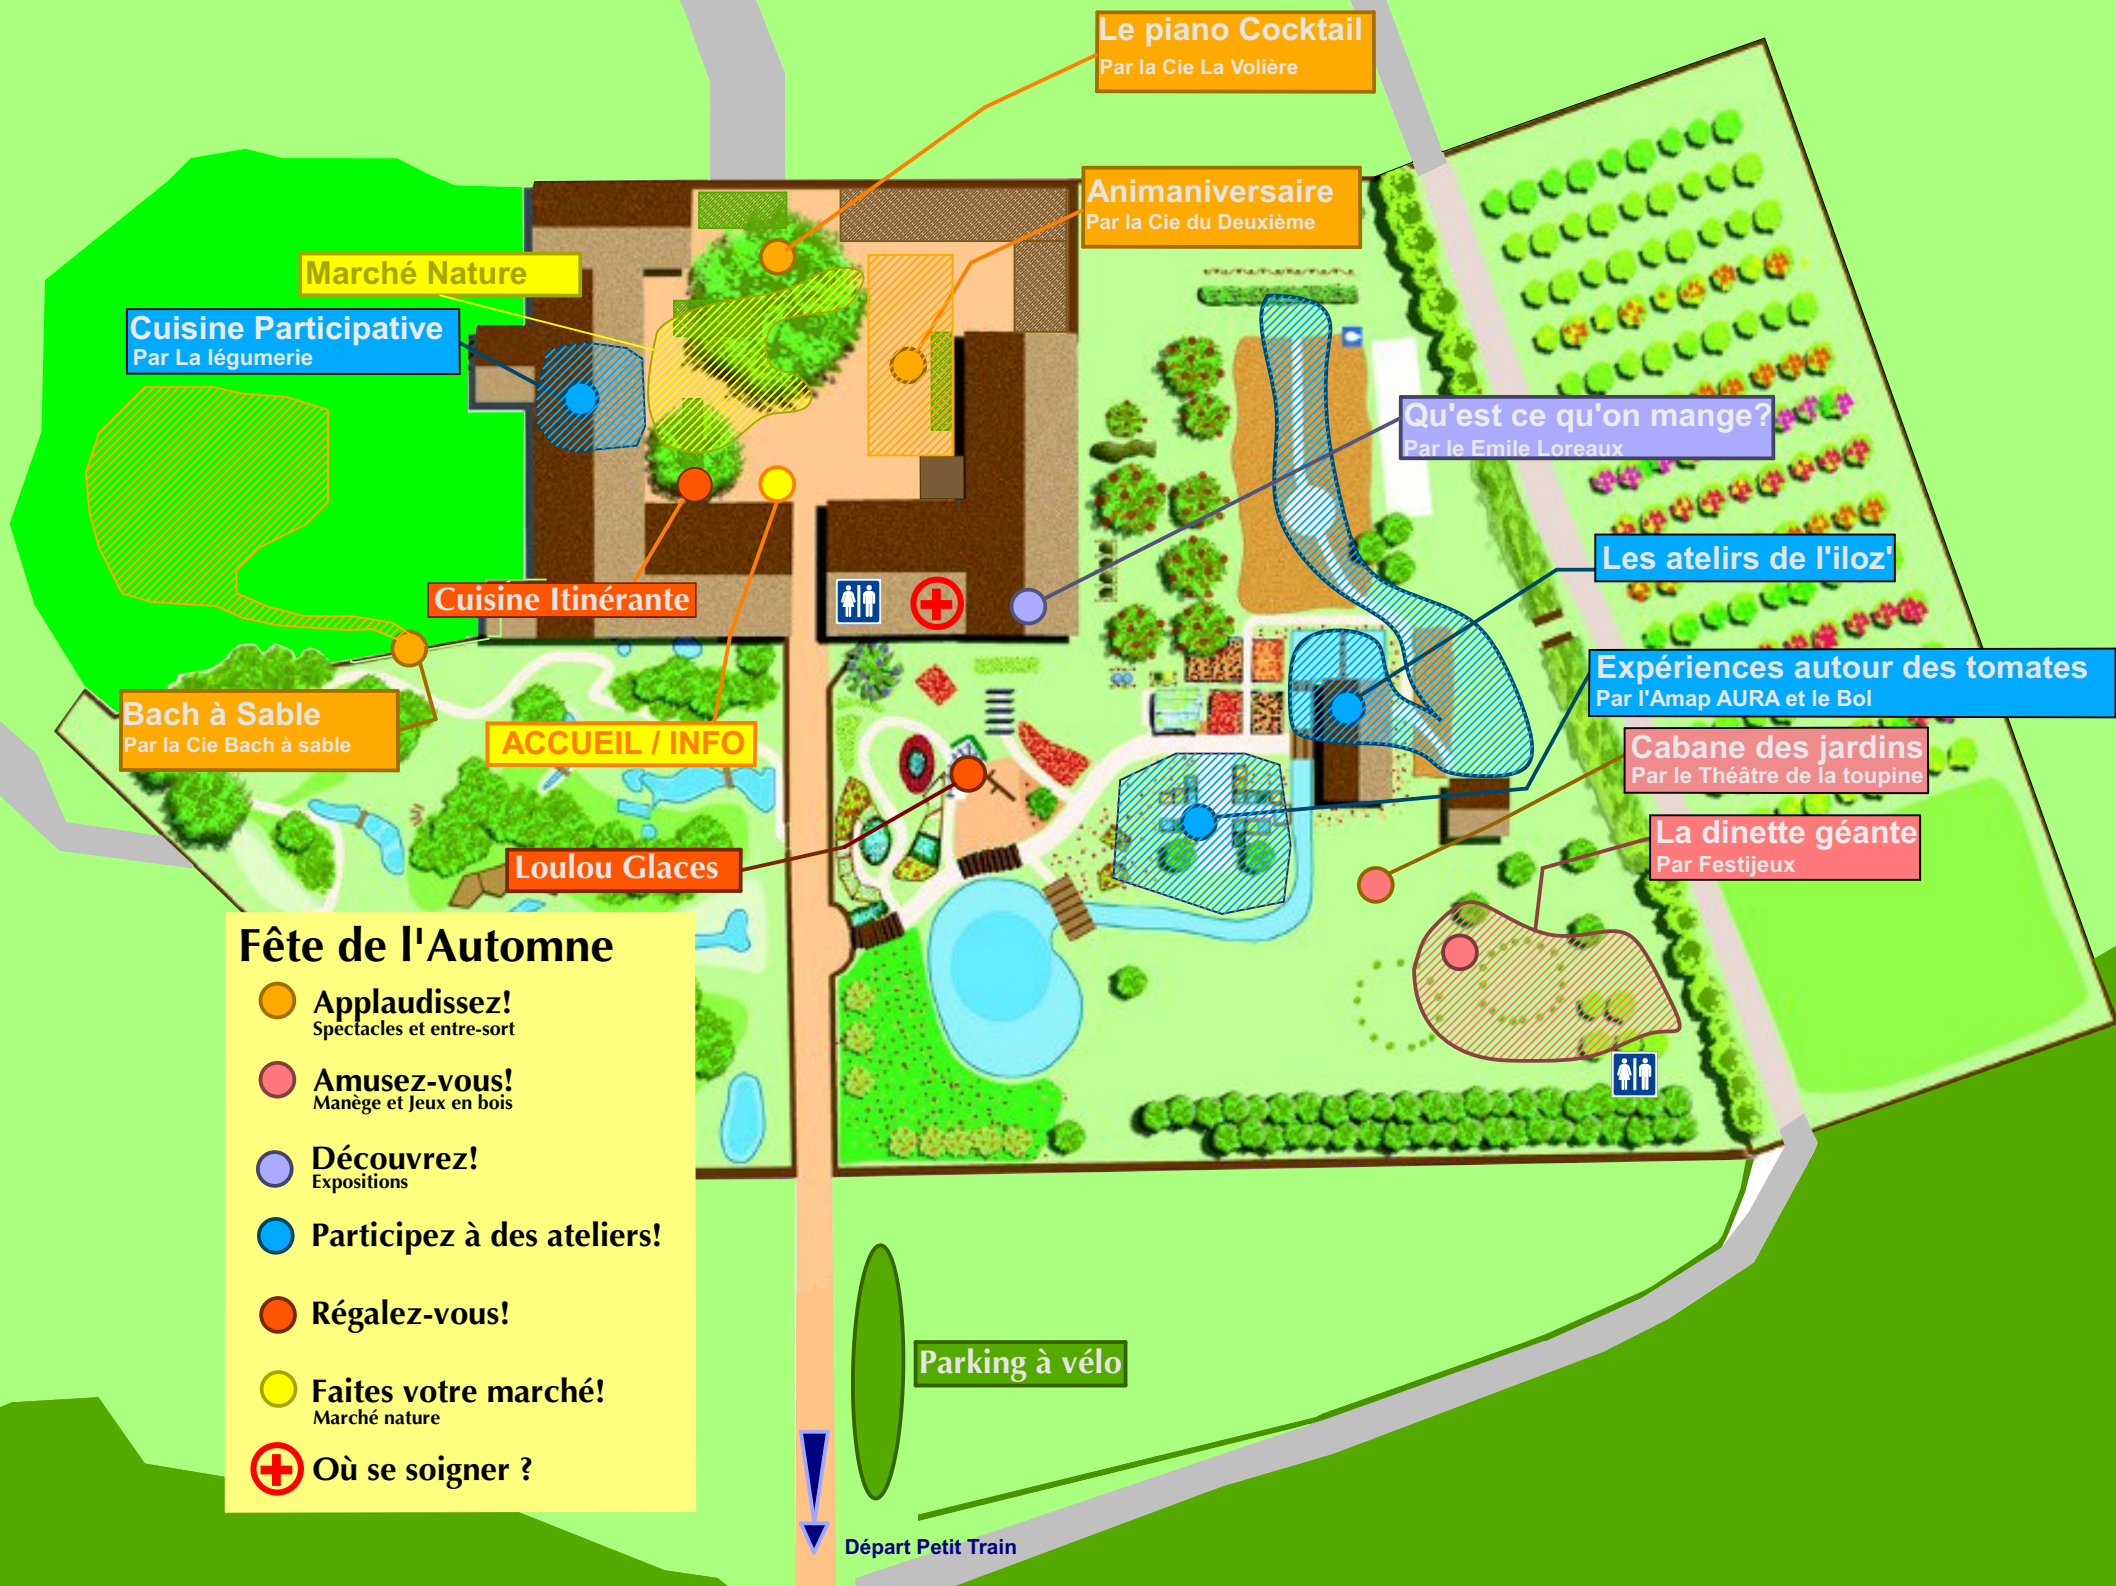 Le piano Cocktail
Par la Cie La Volière
Animaniversaire
Par la Cie du Deuxième
Marché Nature
Cuisine Participative
Par La légumerie
Qu'est ce qu'on mange?
Par le Emile Loreaux
Les atelirs de l'iloz'
Cuisine Itinérante
Expériences autour des tomates
Par l'Amap AURA et le Bol
Bach à Sable
Par la Cie Bach à sable
ACCUEIL / INFO
Cabane des jardins
Par le Théâtre de la toupine
La dinette géante
Par Festijeux
Loulou Glaces
Fête de l'Automne
Applaudissez!
Spectacles et entre-sort
Amusez-vous!
Manège et Jeux en bois
Découvrez!
Expositions
Participez à des ateliers!
Régalez-vous!
Faites votre marché!
Marché nature
Où se soigner ?
Parking à vélo
Départ Petit Train